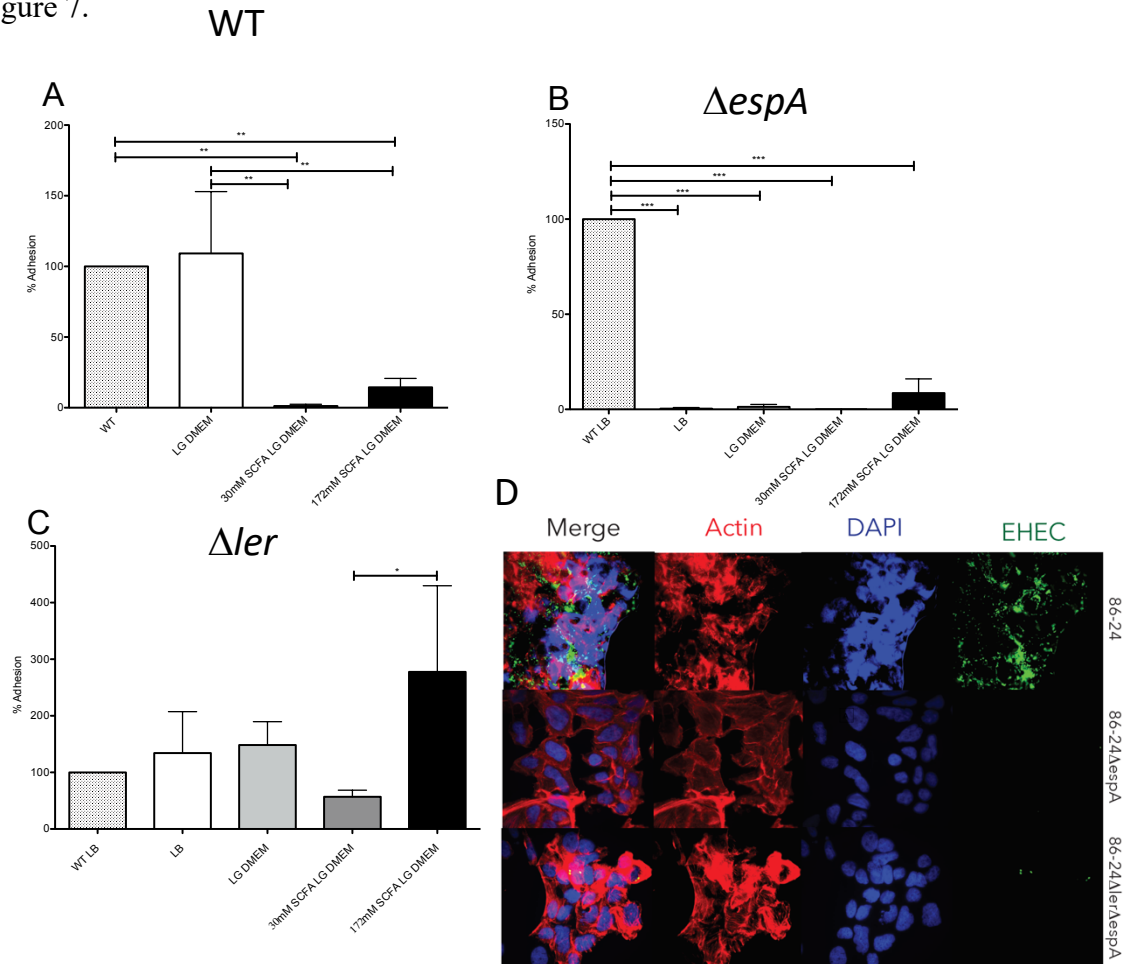 gure 7.
WT
A
200
150
100
50
0
% Adhesion
**
**
**
**
WT
LG DMEM
30mM SCFA LG DMEM
172mM SCFA LG DMEM
B
ΔespA
150
100
50
0
% Adhesion
***
***
***
***
WT LB
LB
LG DMEM
30mM SCFA LG DMEM
172mM SCFA LG DMEM
C
Δler
500
400
300
200
100
0
% Adhesion
*
WT LB
LB
LG DMEM
30mM SCFA LG DMEM
172mM SCFA LG DMEM
D
Merge Actin DAPI EHEC
86-24
86-24ΔespA
86-24ΔlerΔespA